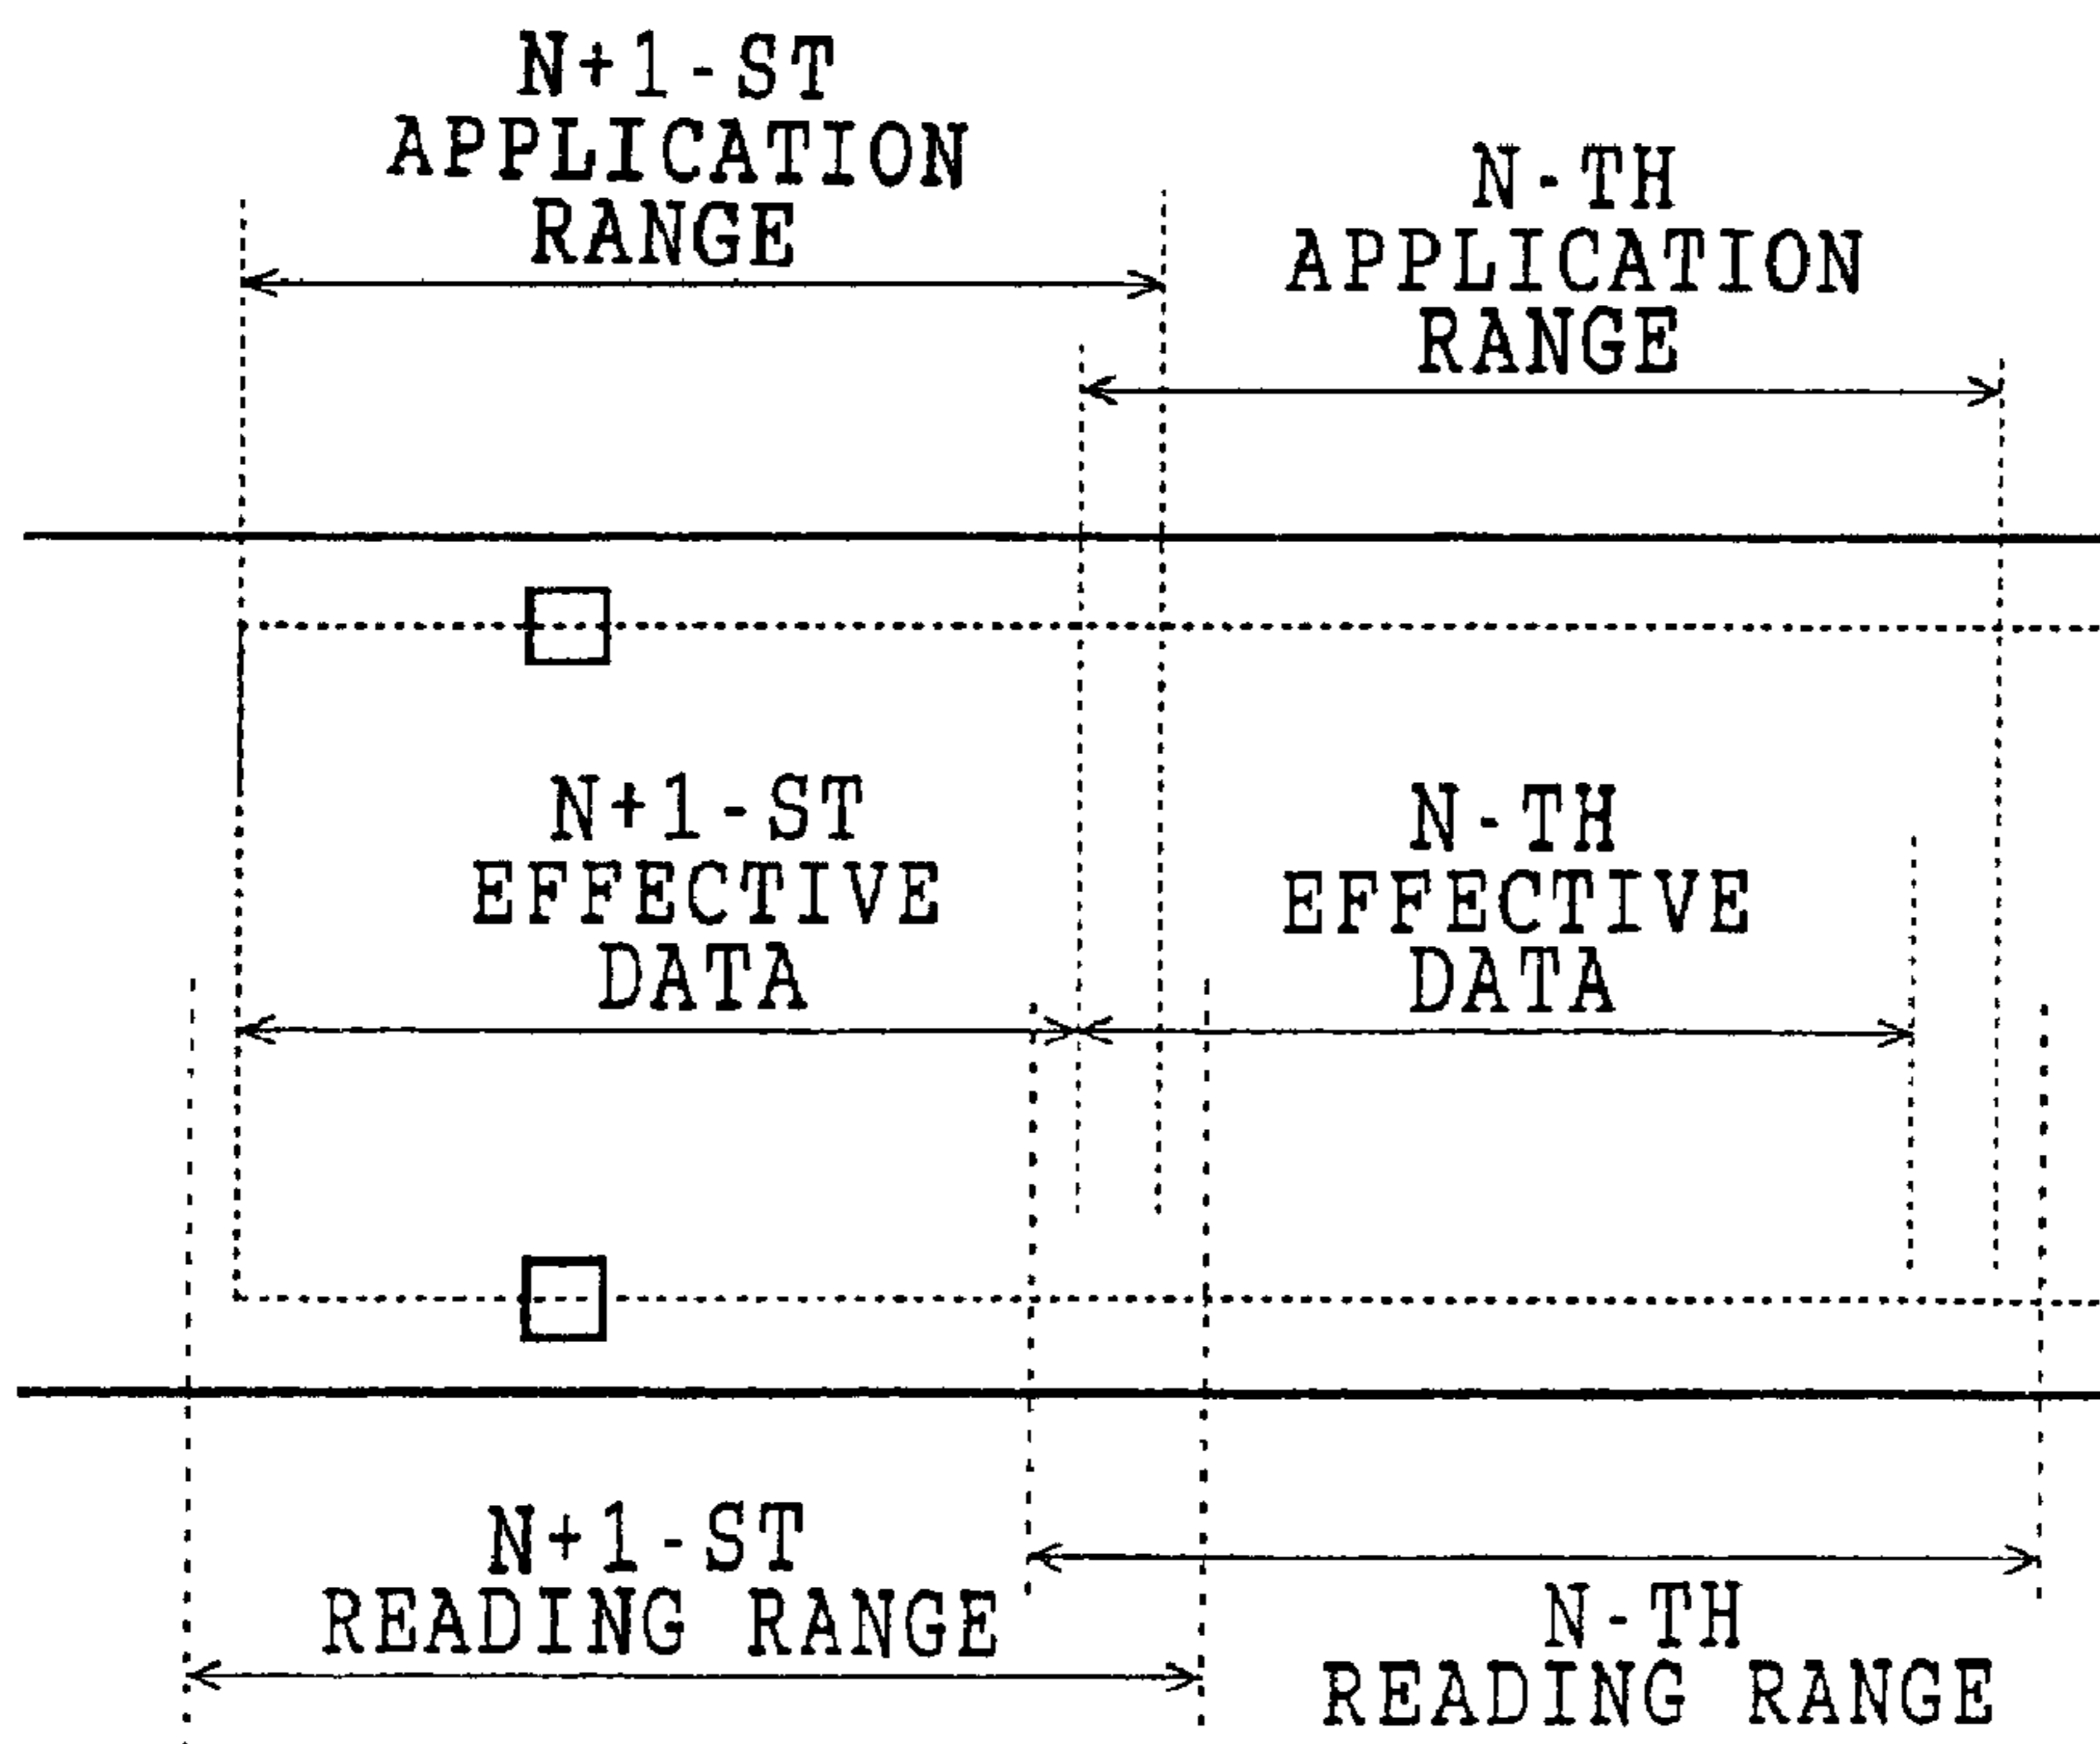 N+1-ST
APPLICATION
RANGE
N-TH
APPLICATION
RANGE
N+1-ST
EFFECTIVE
DATA
N-TH
EFFECTIVE
DATA
N+1-ST
READING RANGE
N-TH
READING RANGE